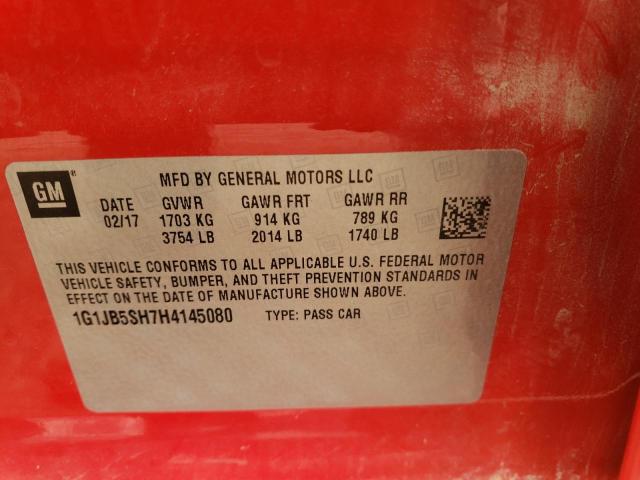 GM
MFD BY GENERAL MOTORS LLC
DATE GVWR GAWR FRT GAWR RR
02/17 1703 KG 914 KG 789 KG
3754 LB 2014 LB 1740 LB
THIS VEHICLE CONFORMS TO ALL APPLICABLE U.S. FEDERAL MOTOR
VEHICLE SAFETY, BUMPER, AND THEFT PREVENTION STANDARDS IN
EFFECT ON THE DATE OF MANUFACTURE SHOWN ABOVE.
1G1JB5SH7H4145080 TYPE: PASS CAR